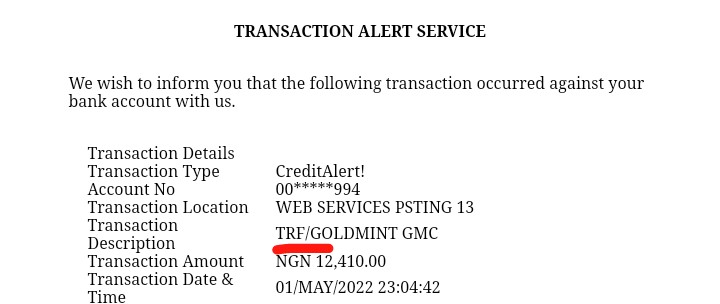 TRANSACTION ALERT SERVICE
We wish to inform you that the following transaction occurred against your
bank account with us.
Transaction Details
Transaction Type CreditAlert!
Account No 00*****994
Transaction Location WEB SERVICES PSTING 13
Transaction
Description TRF/GOLDMINT GMC
Transaction Amount NGN 12,410.00
Transaction Date &
Time 01/MAY/2022 23:04:42